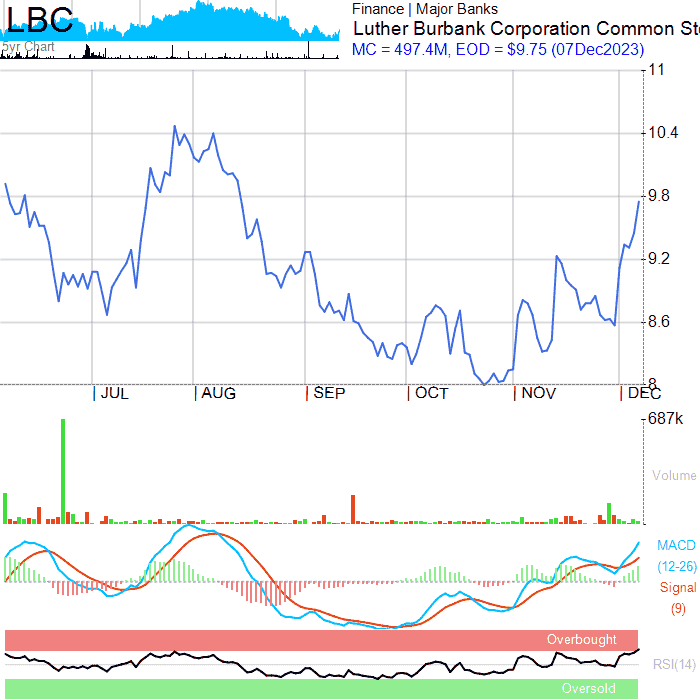 LBC
5yr Chart
Finance | Major Banks
Luther Burbank Corporation Common Sto
MC = 497.4M, EOD = $9.75 (07Dec2023)
11
10.4
9.8
9.2
8.6
8
JUL AUG SEP OCT NOV DEC
687k
Volume
MACD
(12-26)
Signal
(9)
Overbought
RSI(14)
Oversold